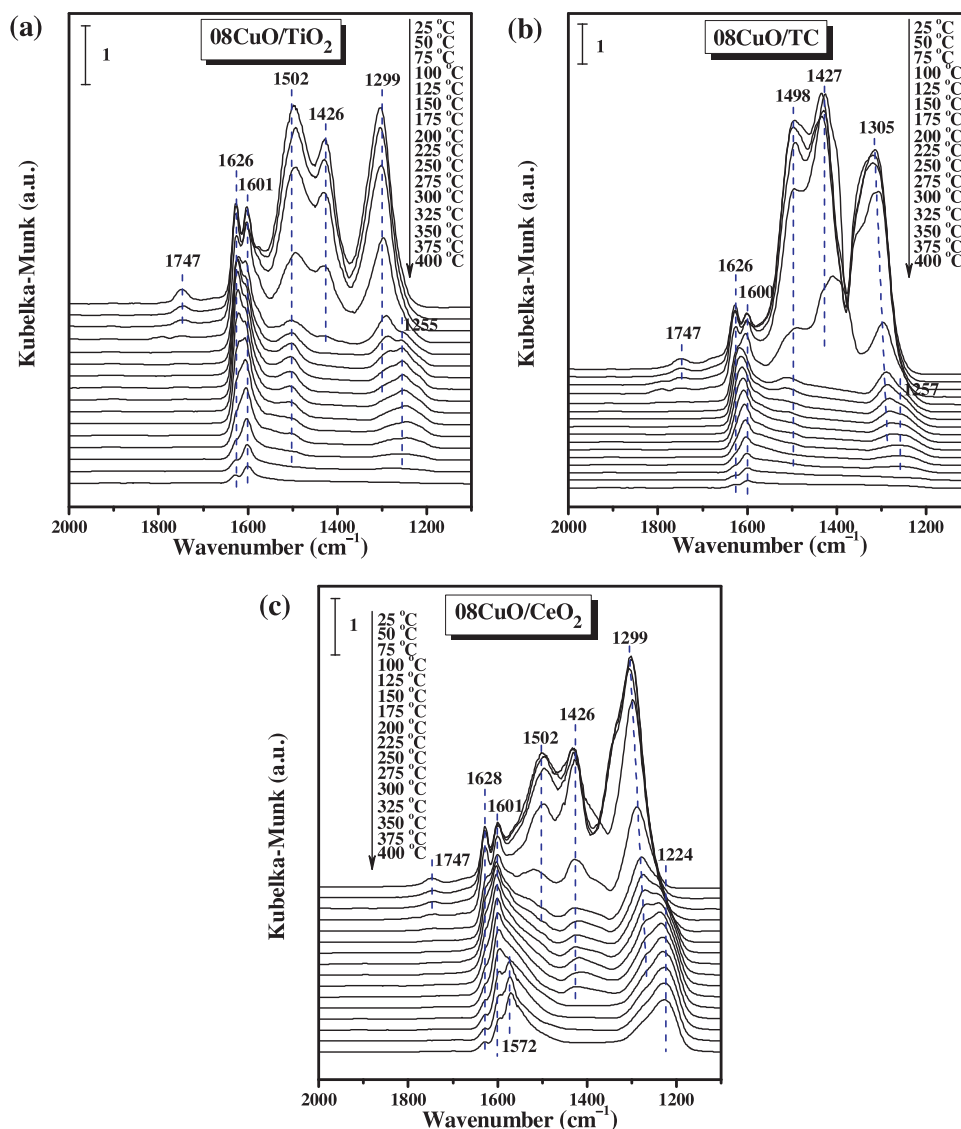 (a)
1
08CuO/TiO2
25 °C
50 °C
75 °C
100 °C
125 °C
150 °C
175 °C
200 °C
225 °C
250 °C
275 °C
300 °C
325 °C
350 °C
375 °C
400 °C
1502
1426
1299
1626
1601
1747
1255
Kubelka-Munk (a.u.)
2000
1800
1600
1400
1200
Wavenumber (cm−1)
(b)
1
08CuO/TC
25 °C
50 °C
75 °C
100 °C
125 °C
150 °C
175 °C
200 °C
225 °C
250 °C
275 °C
300 °C
325 °C
350 °C
375 °C
400 °C
1498
1427
1305
1626
1600
1747
1257
Kubelka-Munk (a.u.)
2000
1800
1600
1400
1200
Wavenumber (cm−1)
(c)
1
08CuO/CeO2
25 °C
50 °C
75 °C
100 °C
125 °C
150 °C
175 °C
200 °C
225 °C
250 °C
275 °C
300 °C
325 °C
350 °C
375 °C
400 °C
1299
1502
1426
1628
1601
1747
1224
1572
Kubelka-Munk (a.u.)
2000
1800
1600
1400
1200
Wavenumber (cm−1)